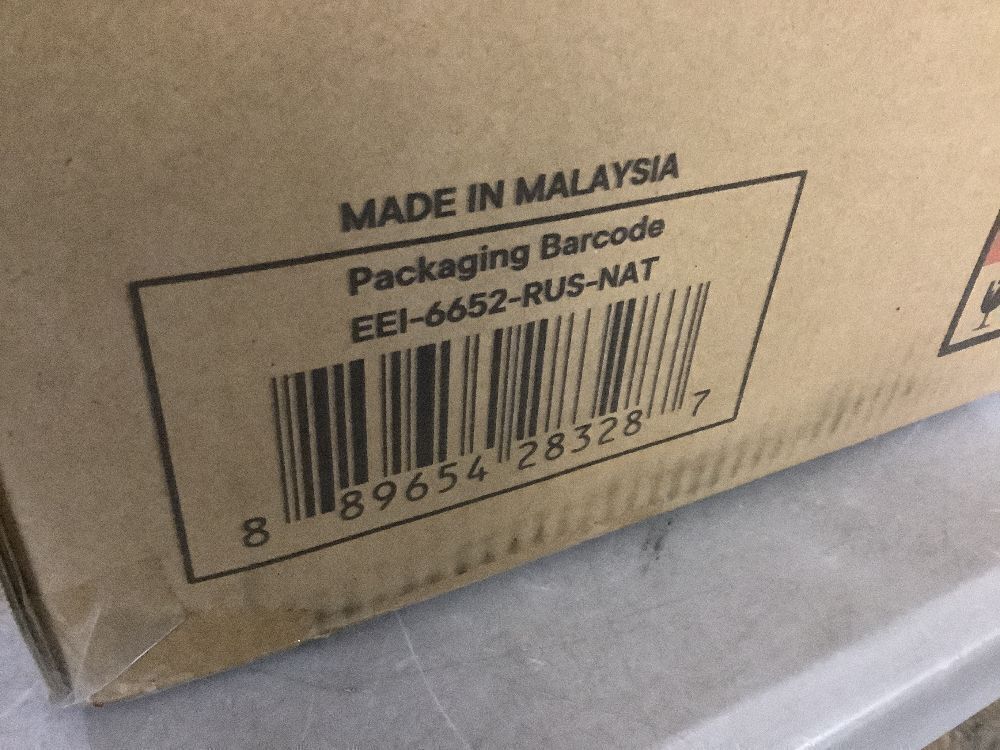 MADE IN MALAYSIA
Packaging Barcode
EEI-6652-RUS-NAT
8 89654 28328 7